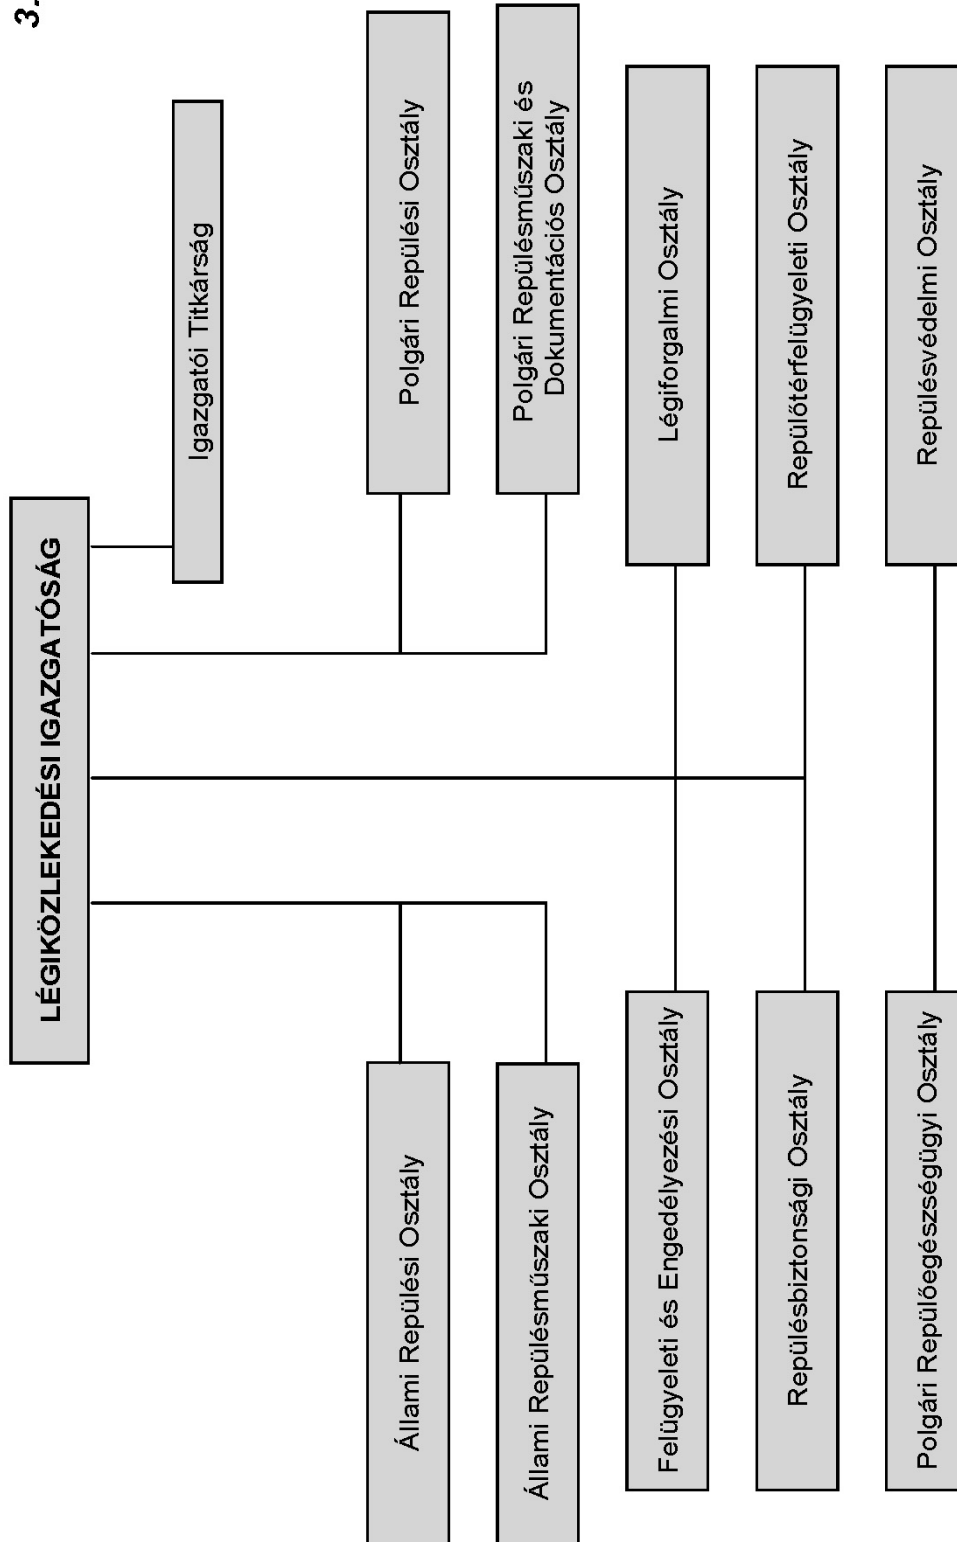 3.
LÉGIKÖZLEKEDÉSI IGAZGATÓSÁG
Igazgatói Titkárság
Állami Repülési Osztály
Polgári Repülési Osztály
Állami Repülésműszaki Osztály
Polgári Repülésműszaki és
Dokumentációs Osztály
Felügyeleti és Engedélyezési Osztály
Légiforgalmi Osztály
Repülésbiztonsági Osztály
Repülőtérfelügyeleti Osztály
Polgári Repülőegészségügyi Osztály
Repülésvédelmi Osztály